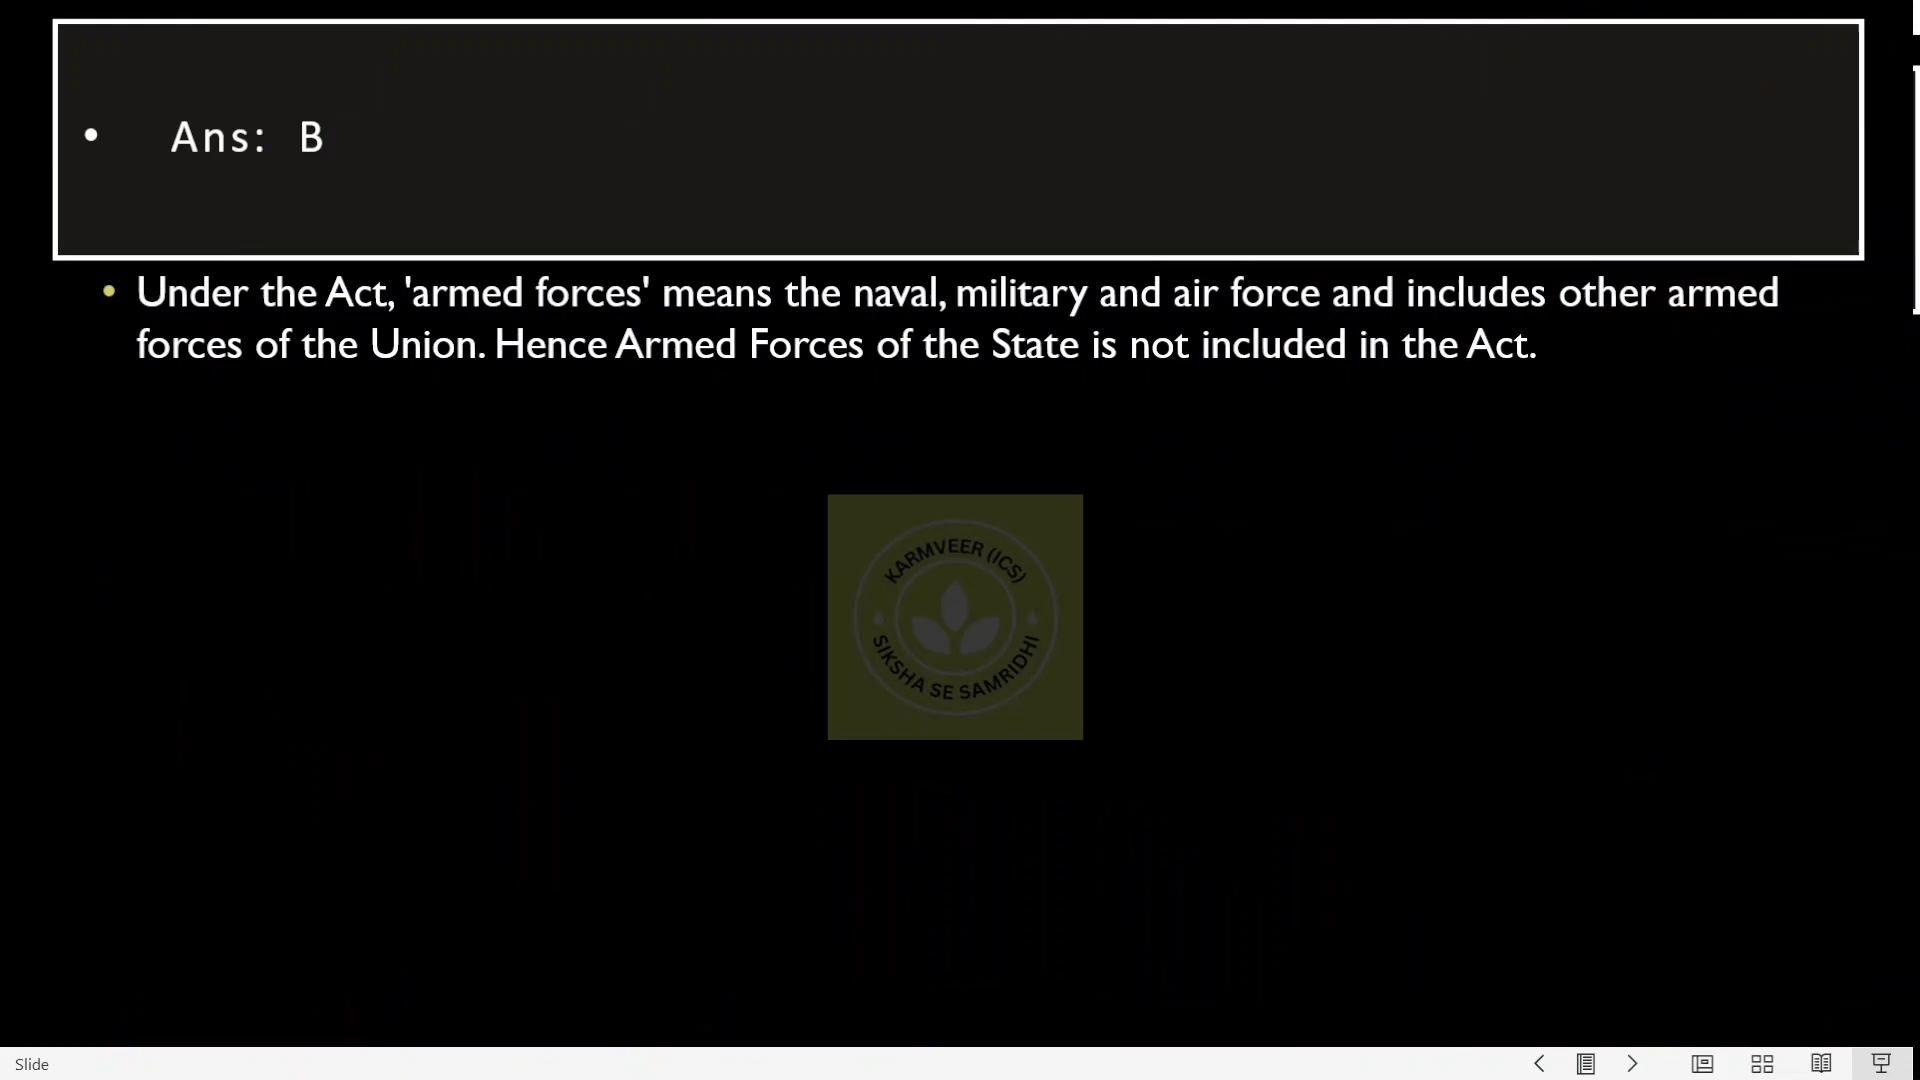 • Ans: B
• Under the Act, 'armed forces' means the naval, military and air force and includes other armed
forces of the Union. Hence Armed Forces of the State is not included in the Act.
KARMVEER (ICS)
SIKSHA SE SAMRIDHI
Slide